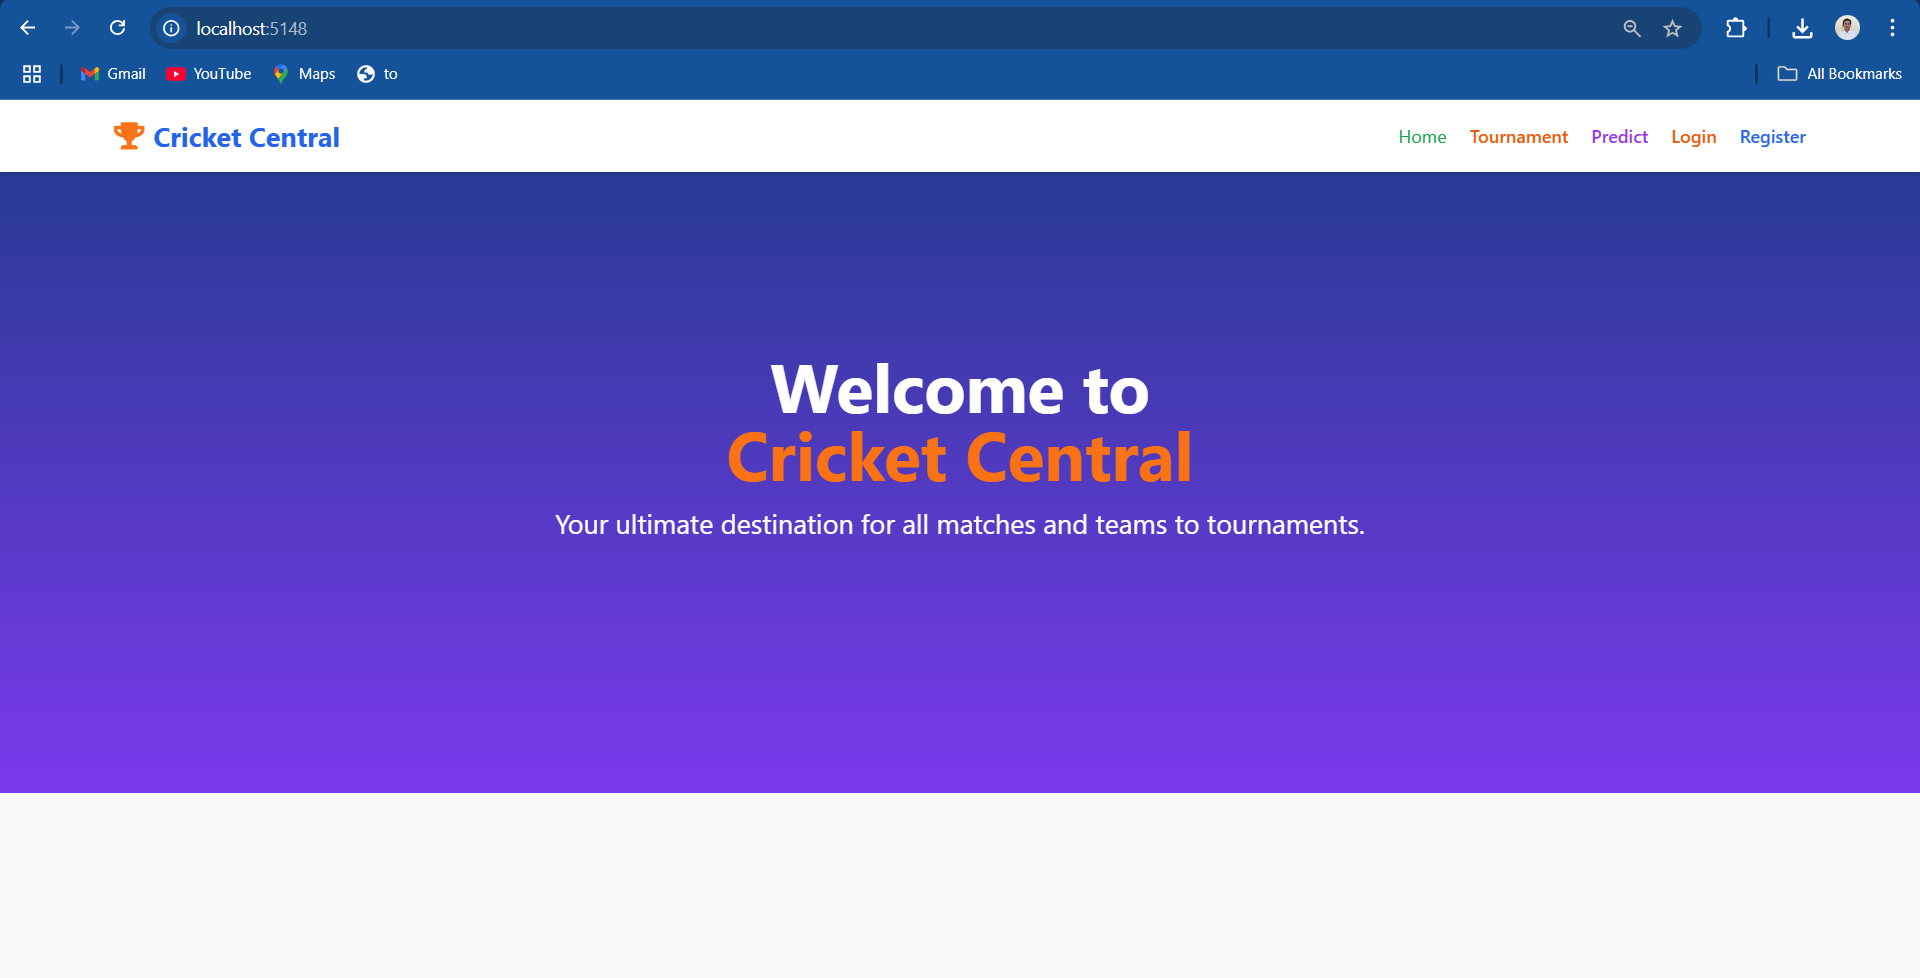 localhost:5148
Gmail YouTube Maps to All Bookmarks
Cricket Central Home Tournament Predict Login Register
Welcome to
Cricket Central
Your ultimate destination for all matches and teams to tournaments.